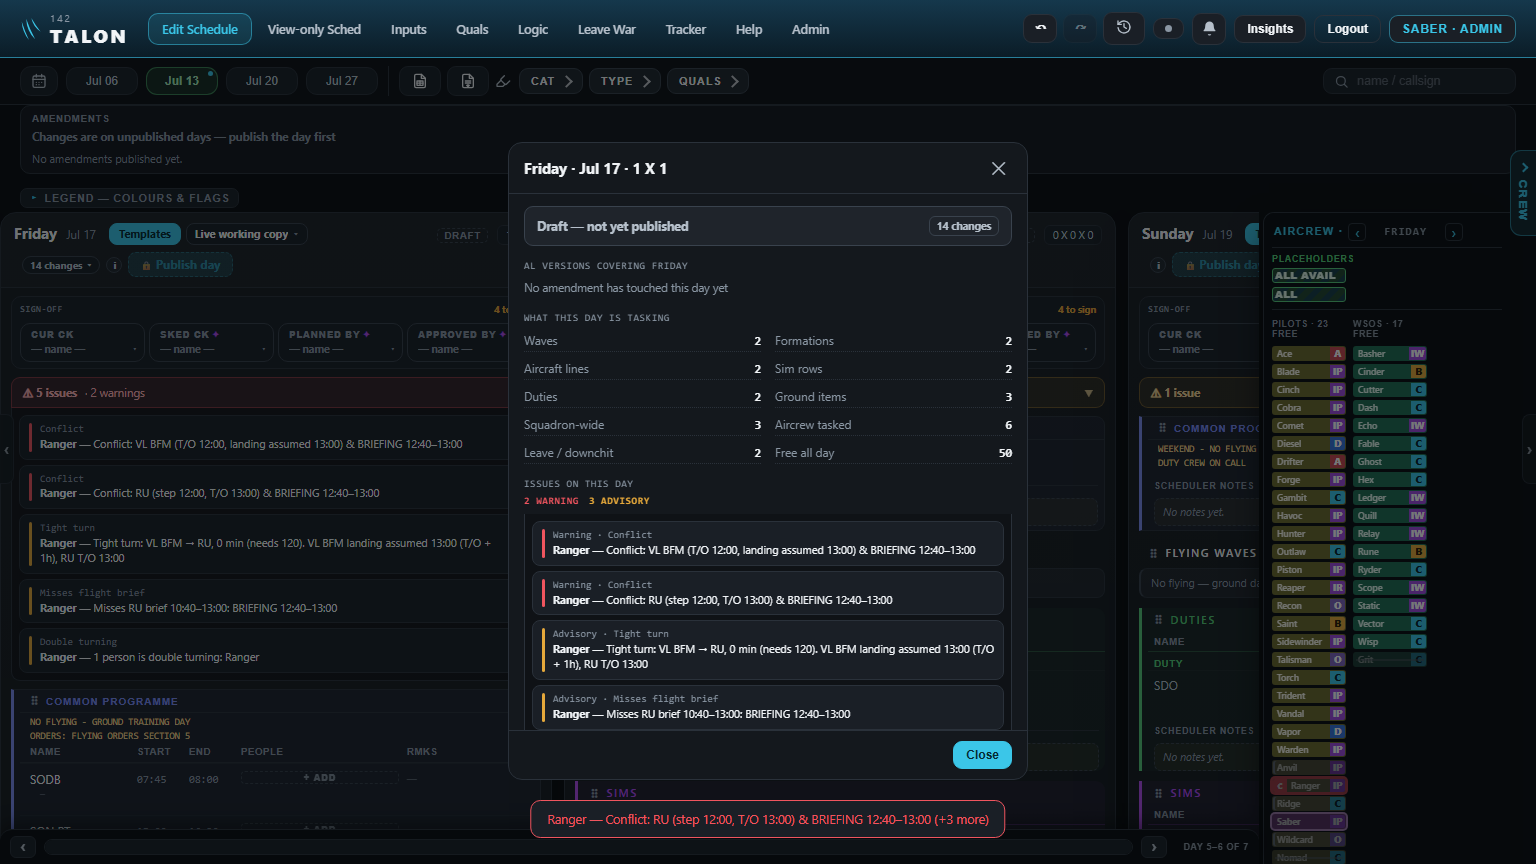 142
TALON
Edit Schedule
View-only Sched
Inputs
Quals
Logic
Leave War
Tracker
Help
Admin
Insights
Logout
SABER · ADMIN
Jul 06
Jul 13
Jul 20
Jul 27
CAT
TYPE
QUALS
name / callsign
AMENDMENTS
Changes are on unpublished days — publish the day first
No amendments published yet.
LEGEND — COLOURS & FLAGS
CREW
Friday Jul 17 Templates Live working copy DRAFT
14 changes i Publish day
SIGN-OFF
CUR CK
— name —
SKED CK
— name —
PLANNED BY
— name —
APPROVED BY
— name —
5 issues · 2 warnings
Conflict
Ranger — Conflict: VL BFM (T/O 12:00, landing assumed 13:00) & BRIEFING 12:40–13:00
Conflict
Ranger — Conflict: RU (step 12:00, T/O 13:00) & BRIEFING 12:40–13:00
Tight turn
Ranger — Tight turn: VL BFM → RU, 0 min (needs 120). VL BFM landing assumed 13:00 (T/O +
1h), RU T/O 13:00
Misses flight brief
Ranger — Misses RU brief 10:40–13:00: BRIEFING 12:40–13:00
Double turning
Ranger — 1 person is double turning: Ranger
COMMON PROGRAMME
NO FLYING - GROUND TRAINING DAY
ORDERS: FLYING ORDERS SECTION 5
NAME START END PEOPLE RMKS
SODB 07:45 08:00 + ADD —
–
Friday · Jul 17 · 1 X 1
Draft — not yet published
14 changes
AL VERSIONS COVERING FRIDAY
No amendment has touched this day yet
WHAT THIS DAY IS TASKING
Waves 2
Formations 2
Aircraft lines 2
Sim rows 2
Duties 2
Ground items 3
Squadron-wide 3
Aircrew tasked 6
Leave / downchit 2
Free all day 50
ISSUES ON THIS DAY
2 WARNING 3 ADVISORY
Warning · Conflict
Ranger — Conflict: VL BFM (T/O 12:00, landing assumed 13:00) & BRIEFING 12:40–13:00
Warning · Conflict
Ranger — Conflict: RU (step 12:00, T/O 13:00) & BRIEFING 12:40–13:00
Advisory · Tight turn
Ranger — Tight turn: VL BFM → RU, 0 min (needs 120). VL BFM landing assumed 13:00 (T/O
+ 1h), RU T/O 13:00
Advisory · Misses flight brief
Ranger — Misses RU brief 10:40–13:00: BRIEFING 12:40–13:00
Close
SIMS
Ranger — Conflict: RU (step 12:00, T/O 13:00) & BRIEFING 12:40–13:00 (+3 more)
0X0X0
4 to sign
— name —
Sunday Jul 19
i Publish day
SIGN-OFF
CUR CK
— name —
1 issue
COMMON PROG
WEEKEND - NO FLYING
DUTY CREW ON CALL
SCHEDULER NOTES
No notes yet.
FLYING WAVES
No flying — ground da
DUTIES
NAME
DUTY
SDO
SCHEDULER NOTES
No notes yet.
SIMS
NAME
AIRCREW · FRIDAY
PLACEHOLDERS
ALL AVAIL
ALL
PILOTS · 23
FREE
WSOS · 17
FREE
Ace A
Blade IP
Cinch IP
Cobra IP
Comet IP
Diesel D
Drifter A
Forge IP
Gambit C
Havoc IP
Hunter IP
Outlaw C
Piston IP
Reaper IR
Recon O
Saint B
Sidewinder IP
Talisman O
Torch C
Trident IP
Vandal IP
Vapor D
Warden IP
Anvil IP
C Ranger IP
Ridge C
Saber IP
Wildcard O
Nomad C
Basher IW
Cinder B
Cutter C
Dash C
Echo IW
Fable C
Ghost C
Hex C
Ledger IW
Quill IW
Relay IW
Rune B
Ryder C
Scope IW
Static IW
Vector C
Wisp C
Grit C
DAY 5–6 OF 7